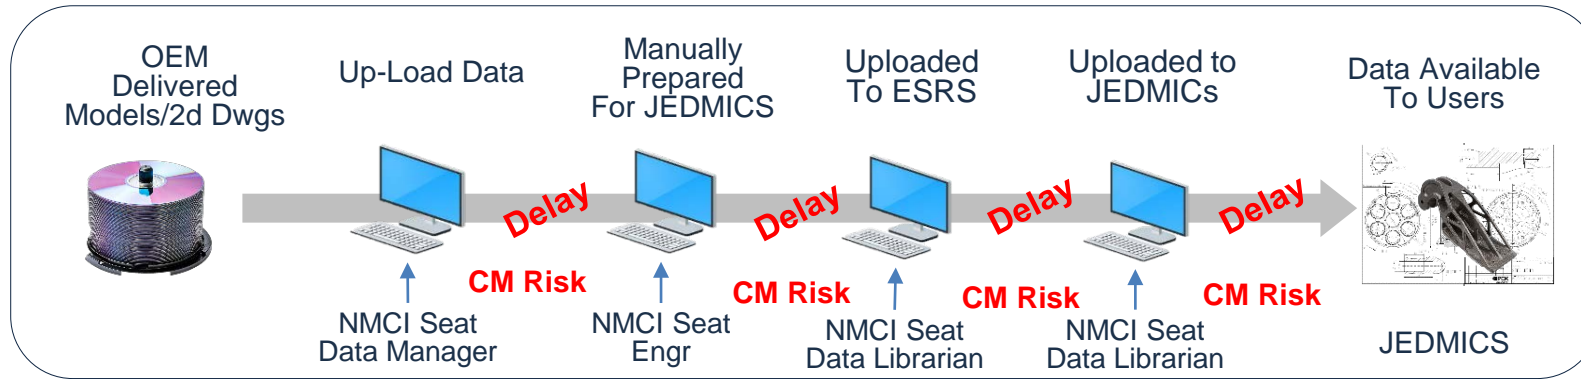 OEM
Delivered
Models/2d Dwgs
Up-Load Data
Manually
Prepared
For JEDMICS
Uploaded
To ESRS
Uploaded to
JEDMICs
Data Available
To Users
Delay
Delay
Delay
Delay
CM Risk
CM Risk
CM Risk
CM Risk
NMCI Seat
Data Manager
NMCI Seat
Engr
NMCI Seat
Data Librarian
NMCI Seat
Data Librarian
JEDMICS